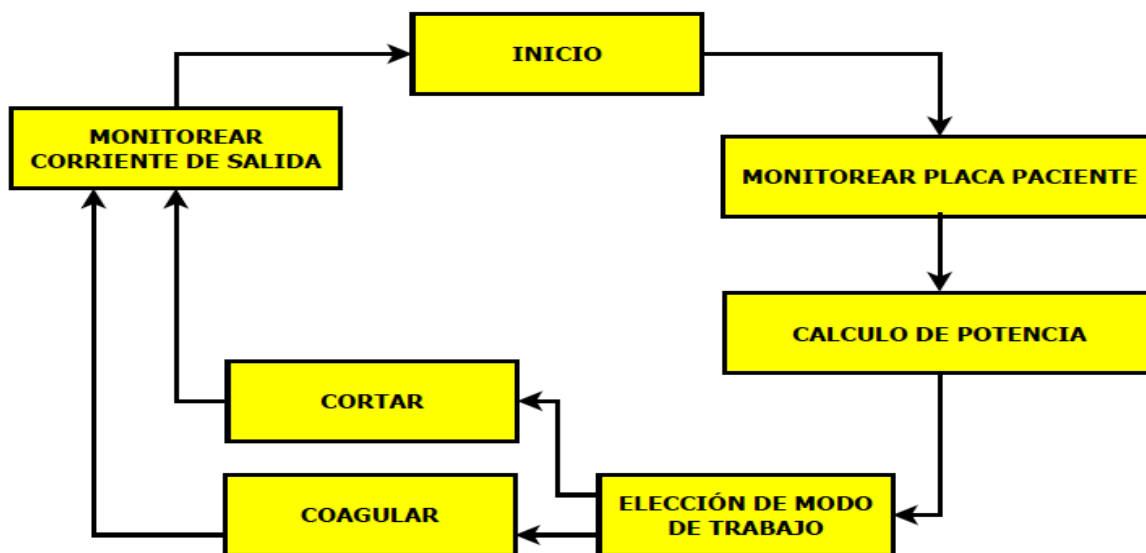 INICIO
MONITOREAR PLACA PACIENTE
CALCULO DE POTENCIA
ELECCIÓN DE MODO
DE TRABAJO
CORTAR
COAGULAR
MONITOREAR
CORRIENTE DE SALIDA